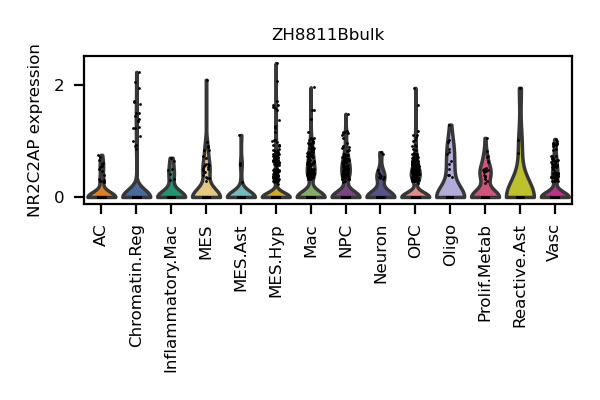 ZH8811Bbulk
NR2C2AP expression
2
0
AC
Chromatin.Reg
Inflammatory.Mac
MES
MES.Ast
MES.Hyp
Mac
NPC
Neuron
OPC
Oligo
Prolif.Metab
Reactive.Ast
Vasc